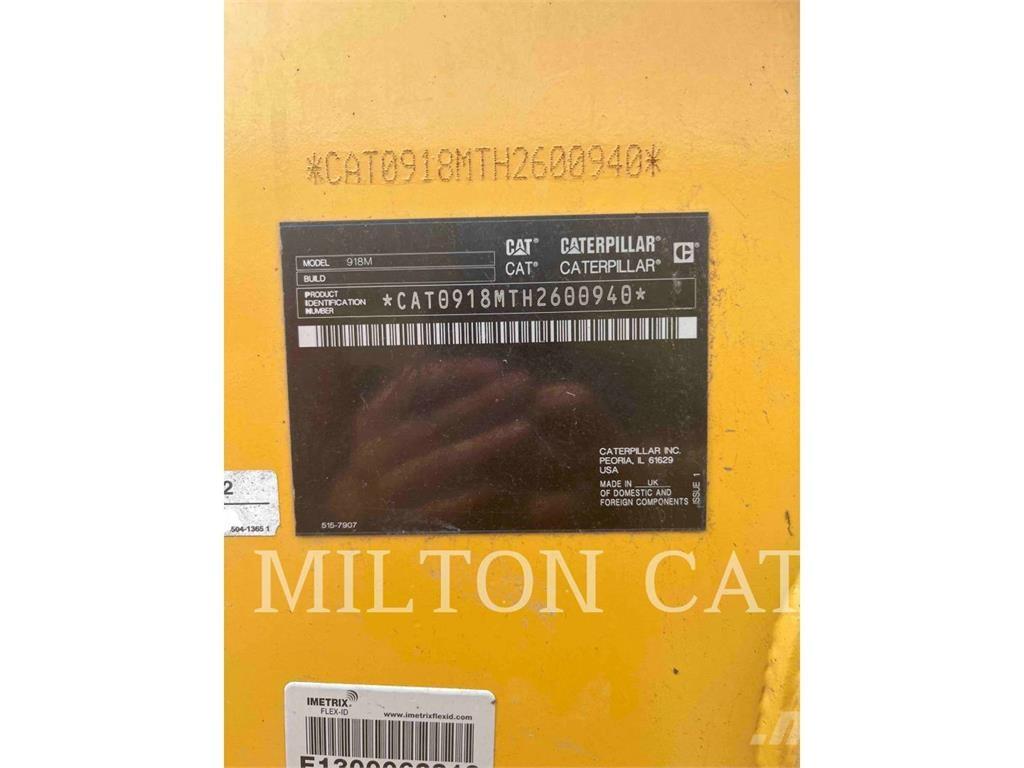 *CAT0918MTH2600940*
CAT® CATERPILLAR®
CAT® CATERPILLAR®
MODEL 918M
BUILD
PRODUCT
IDENTIFICATION
NUMBER
*CAT0918MTH2600940*
CATERPILLAR INC.
PEORIA, IL 61629
USA
MADE IN UK
OF DOMESTIC AND
FOREIGN COMPONENTS
ISSUE 1
515-7907
2
504-1365 1
MILTON CAT
IMETRIX
FLEX-ID
www.imetrixflexid.com